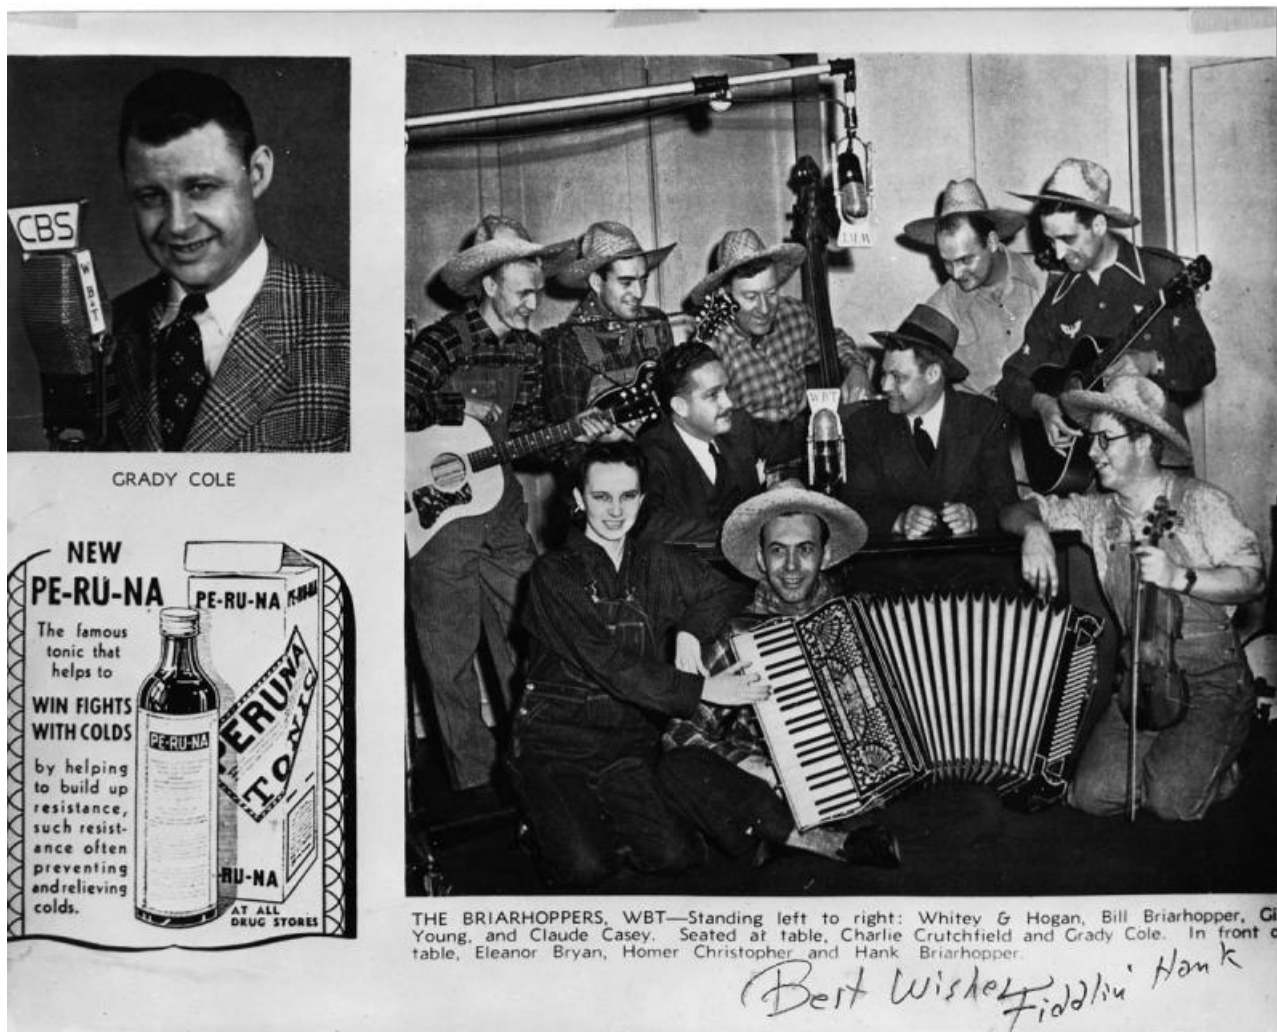 CBS
WBT
GRADY COLE
NEW
PE-RU-NA
The famous
tonic that
helps to
WIN FIGHTS
WITH COLDS
by helping
to build up
resistance,
such resist-
ance often
preventing
and relieving
colds.
PE-RU-NA
PERUNA
TONIC
PE-RU-NA
-RU-NA
AT ALL
DRUG STORES
WBT
THE BRIARHOPPERS, WBT—Standing left to right: Whitey & Hogan, Bill Briarhopper, Gi
Young, and Claude Casey. Seated at table, Charlie Crutchfield and Grady Cole. In front o
table, Eleanor Bryan, Homer Christopher and Hank Briarhopper.
Best Wishes
Fiddlin' Hank